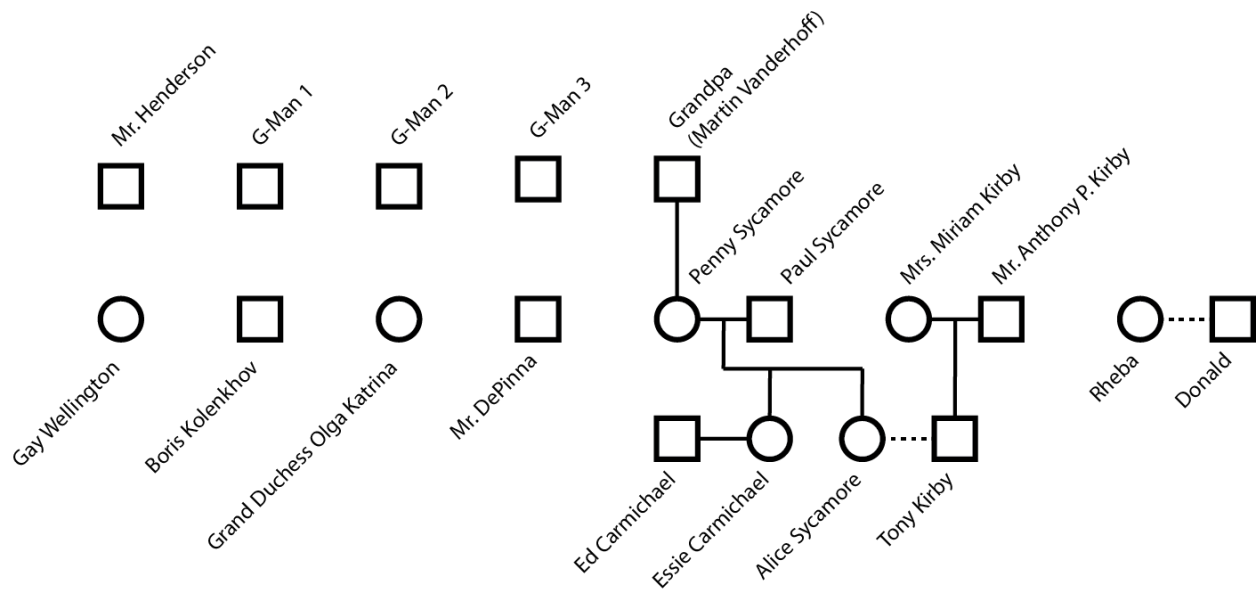 Mr. Henderson
G-Man 1
G-Man 2
G-Man 3
Grandpa
(Martin Vanderhoff)
Penny Sycamore
Paul Sycamore
Mrs. Miriam Kirby
Mr. Anthony P. Kirby
Gay Wellington
Boris Kolenkhov
Grand Duchess Olga Katrina
Mr. DePinna
Rheba
Donald
Ed Carmichael
Essie Carmichael
Alice Sycamore
Tony Kirby